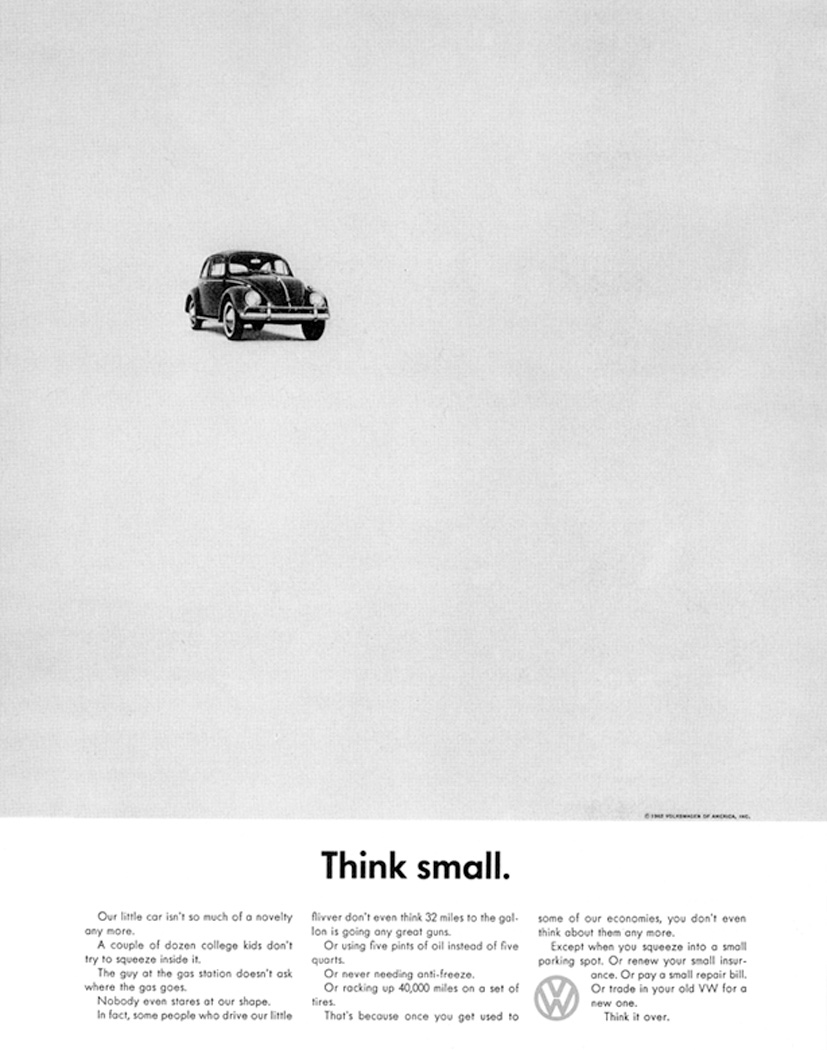 © 1962 VOLKSWAGEN OF AMERICA, INC.
Think small.
Our little car isn't so much of a novelty
any more.
A couple of dozen college kids don't
try to squeeze inside it.
The guy at the gas station doesn't ask
where the gas goes.
Nobody even stares at our shape.
In fact, some people who drive our little
flivver don't even think 32 miles to the gal-
lon is going any great guns.
Or using five pints of oil instead of five
quarts.
Or never needing anti-freeze.
Or racking up 40,000 miles on a set of
tires.
That's because once you get used to
some of our economies, you don't even
think about them any more.
Except when you squeeze into a small
parking spot. Or renew your small insur-
ance. Or pay a small repair bill.
Or trade in your old VW for a
new one.
Think it over.
VW